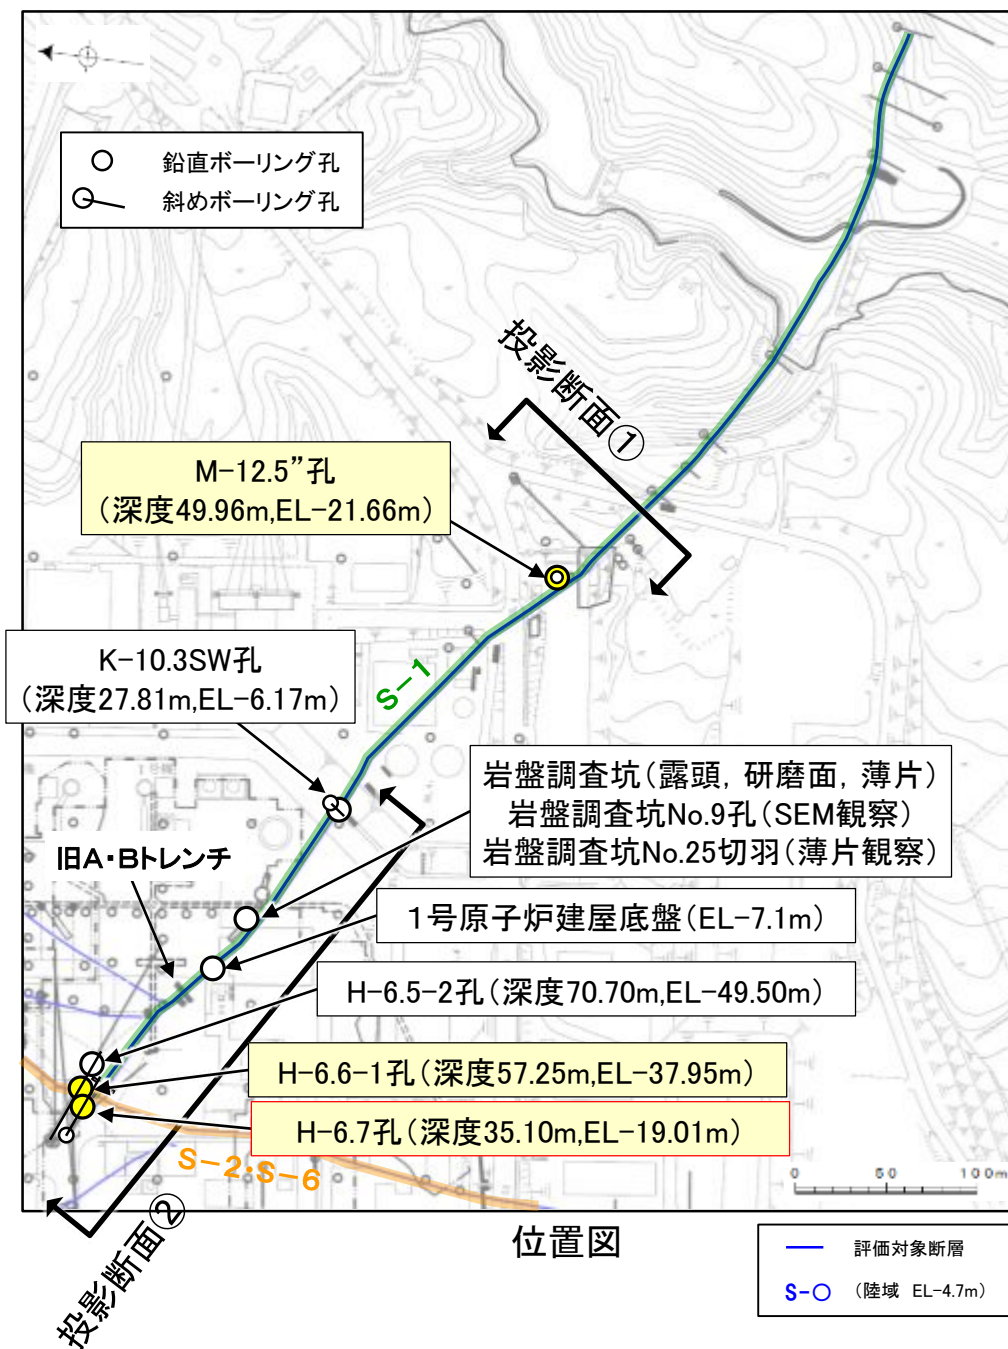 鉛直ボーリング孔
斜めボーリング孔
投影断面①
M-12.5”孔
(深度49.96m,EL-21.66m)
K-10.3SW孔
(深度27.81m,EL-6.17m)
S-1
岩盤調査坑(露頭,研磨面,薄片)
岩盤調査坑No.9孔(SEM観察)
岩盤調査坑No.25切羽(薄片観察)
旧A・Bトレンチ
1号原子炉建屋底盤(EL-7.1m)
H-6.5-2孔(深度70.70m,EL-49.50m)
H-6.6-1孔(深度57.25m,EL-37.95m)
H-6.7孔(深度35.10m,EL-19.01m)
S-2・S-6
0 50 100m
投影断面②
位置図
評価対象断層
S-○ (陸域 EL-4.7m)